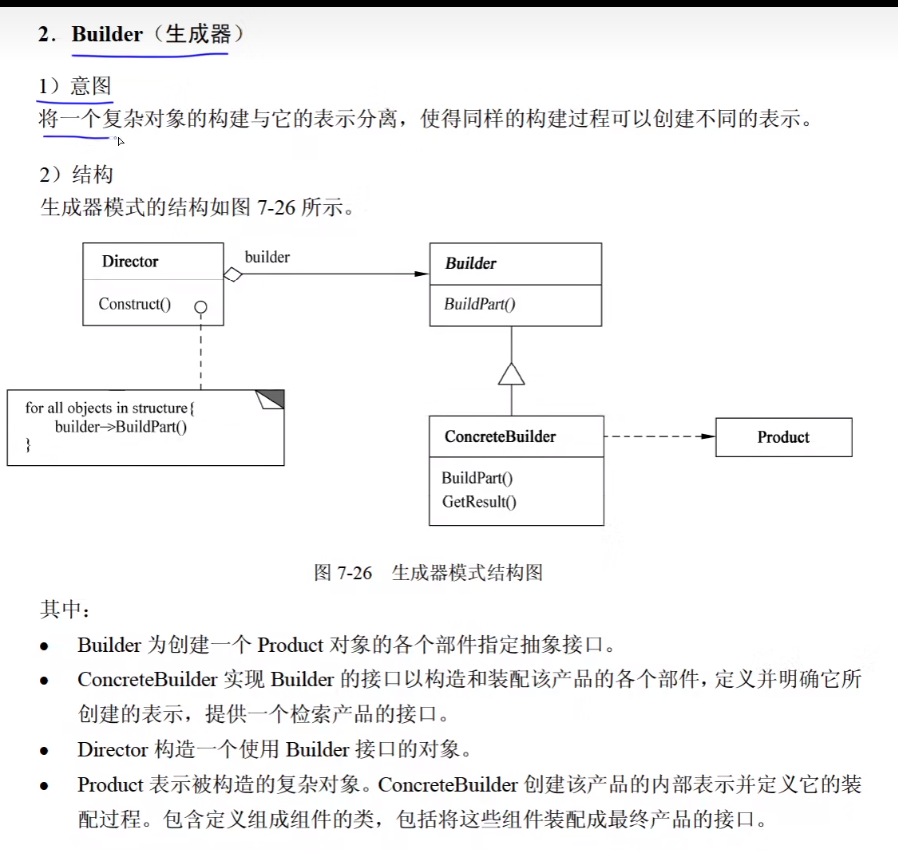 2. Builder（生成器）
1）意图
将一个复杂对象的构建与它的表示分离，使得同样的构建过程可以创建不同的表示。
2）结构
生成器模式的结构如图 7-26 所示。
Director
builder
Builder
Construct()
BuildPart()
for all objects in structure{
builder->BuildPart()
}
ConcreteBuilder
Product
BuildPart()
GetResult()
图 7-26 生成器模式结构图
其中：
● Builder 为创建一个 Product 对象的各个部件指定抽象接口。
● ConcreteBuilder 实现 Builder 的接口以构造和装配该产品的各个部件，定义并明确它所
创建的表示，提供一个检索产品的接口。
● Director 构造一个使用 Builder 接口的对象。
● Product 表示被构造的复杂对象。ConcreteBuilder 创建该产品的内部表示并定义它的装
配过程。包含定义组成组件的类，包括将这些组件装配成最终产品的接口。